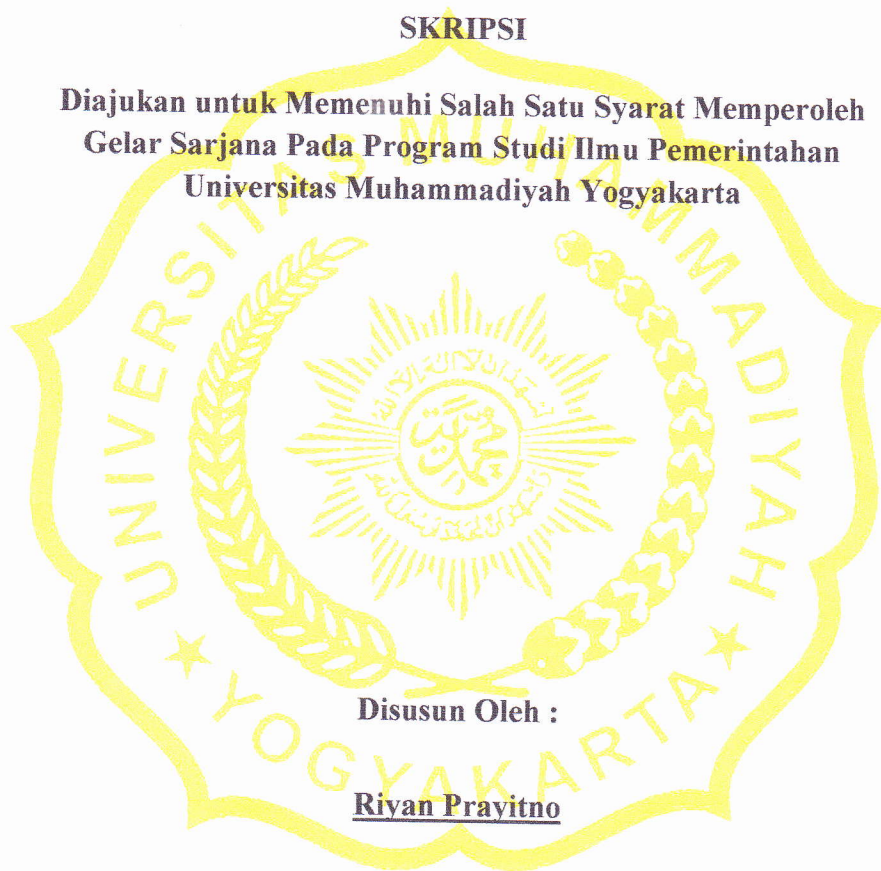 SKRIPSI
Diajukan untuk Memenuhi Salah Satu Syarat Memperoleh
Gelar Sarjana Pada Program Studi Ilmu Pemerintahan
Universitas Muhammadiyah Yogyakarta
UNIVERSITAS MUHAMMADIYAH
★ YOGYAKARTA ★
Disusun Oleh :
Riyan Prayitno